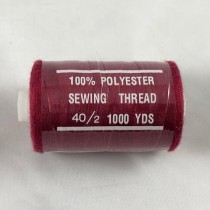 100% POLYESTER
SEWING THREAD
40/2 1000 YDS